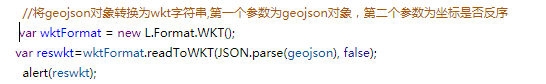 //将geojson对象转换为wkt字符串,第一个参数为geojson对象，第二个参数为坐标是否反序
var wktFormat = new L.Format.WKT();
var reswkt=wktFormat.readToWKT(JSON.parse(geojson), false);
alert(reswkt);